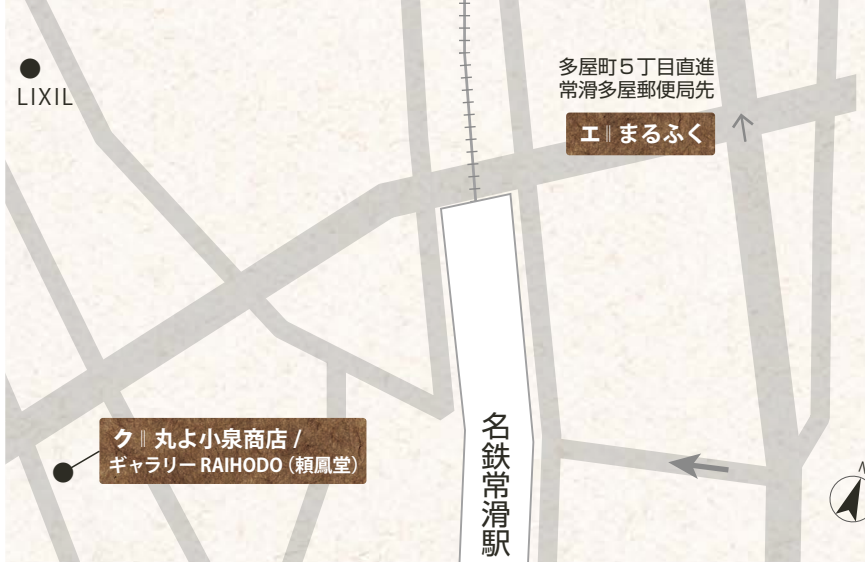 LIXIL
多屋町5丁目直進
常滑多屋郵便局先
エ‖まるふく
ク‖丸よ小泉商店 /
ギャラリー RAIHODO（頼鳳堂）
名鉄常滑駅